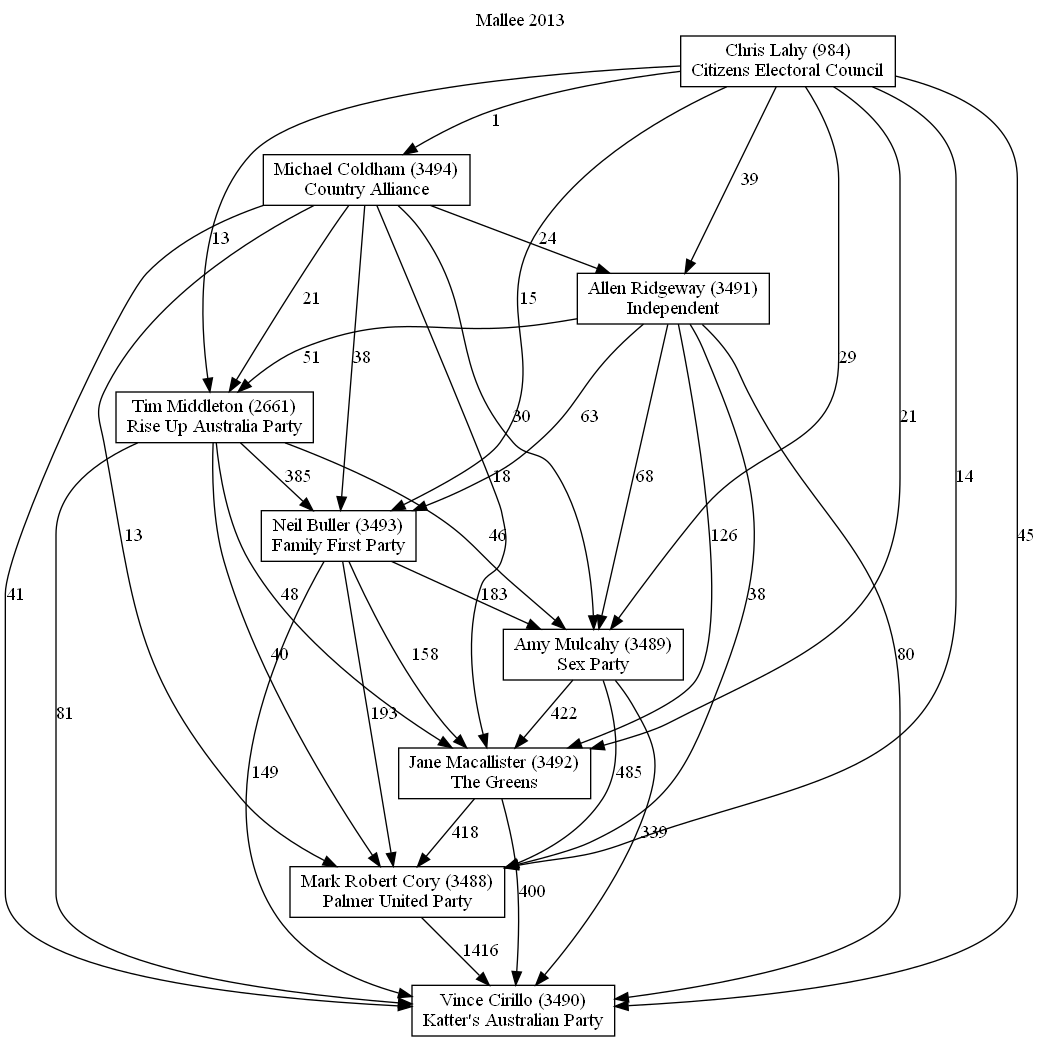 Mallee 2013
Chris Lahy (984)
Citizens Electoral Council
1
Michael Coldham (3494)
Country Alliance
39
13
24
21
15
Allen Ridgeway (3491)
Independent
51
38
29
Tim Middleton (2661)
Rise Up Australia Party
30
63
21
385
18
68
14
Neil Buller (3493)
Family First Party
13
46
126
45
41
48
183
38
Amy Mulcahy (3489)
Sex Party
40
158
80
81
193
422
149
Jane Macallister (3492)
The Greens
485
418
339
Mark Robert Cory (3488)
Palmer United Party
400
1416
Vince Cirillo (3490)
Katter's Australian Party